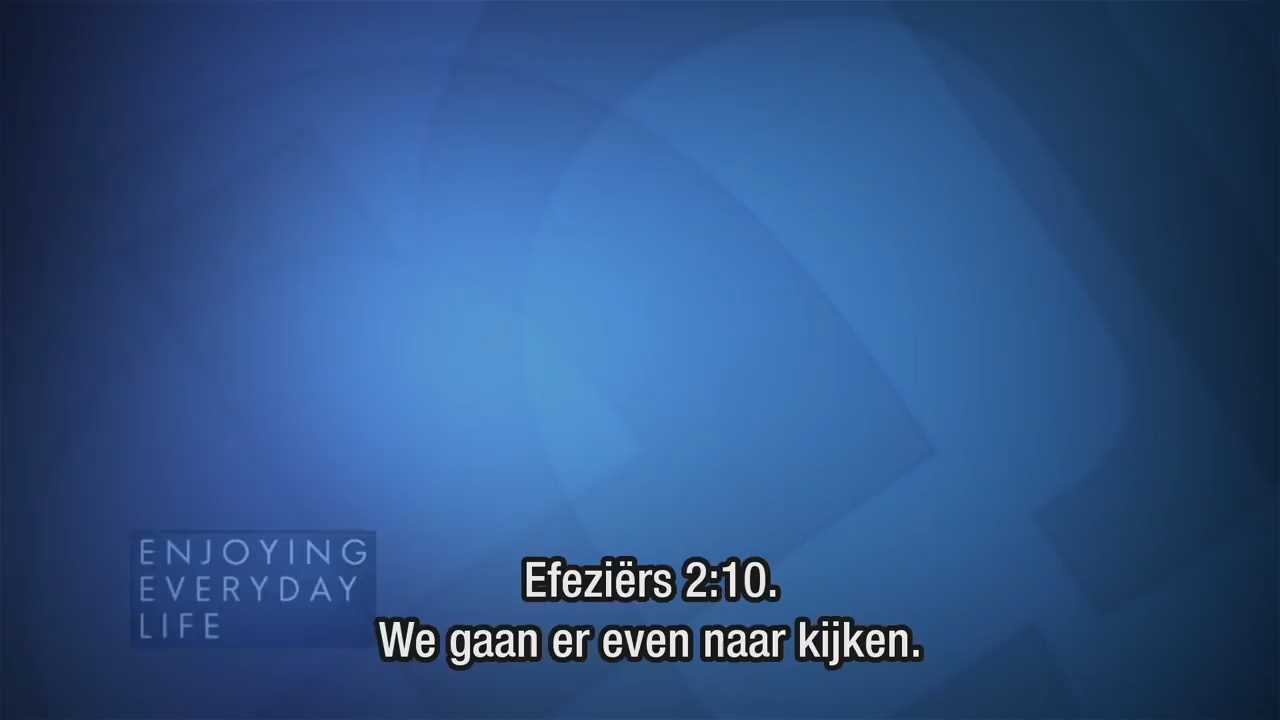 ENJOYING
EVERYDAY
LIFE
Efeziërs 2:10.
We gaan er even naar kijken.